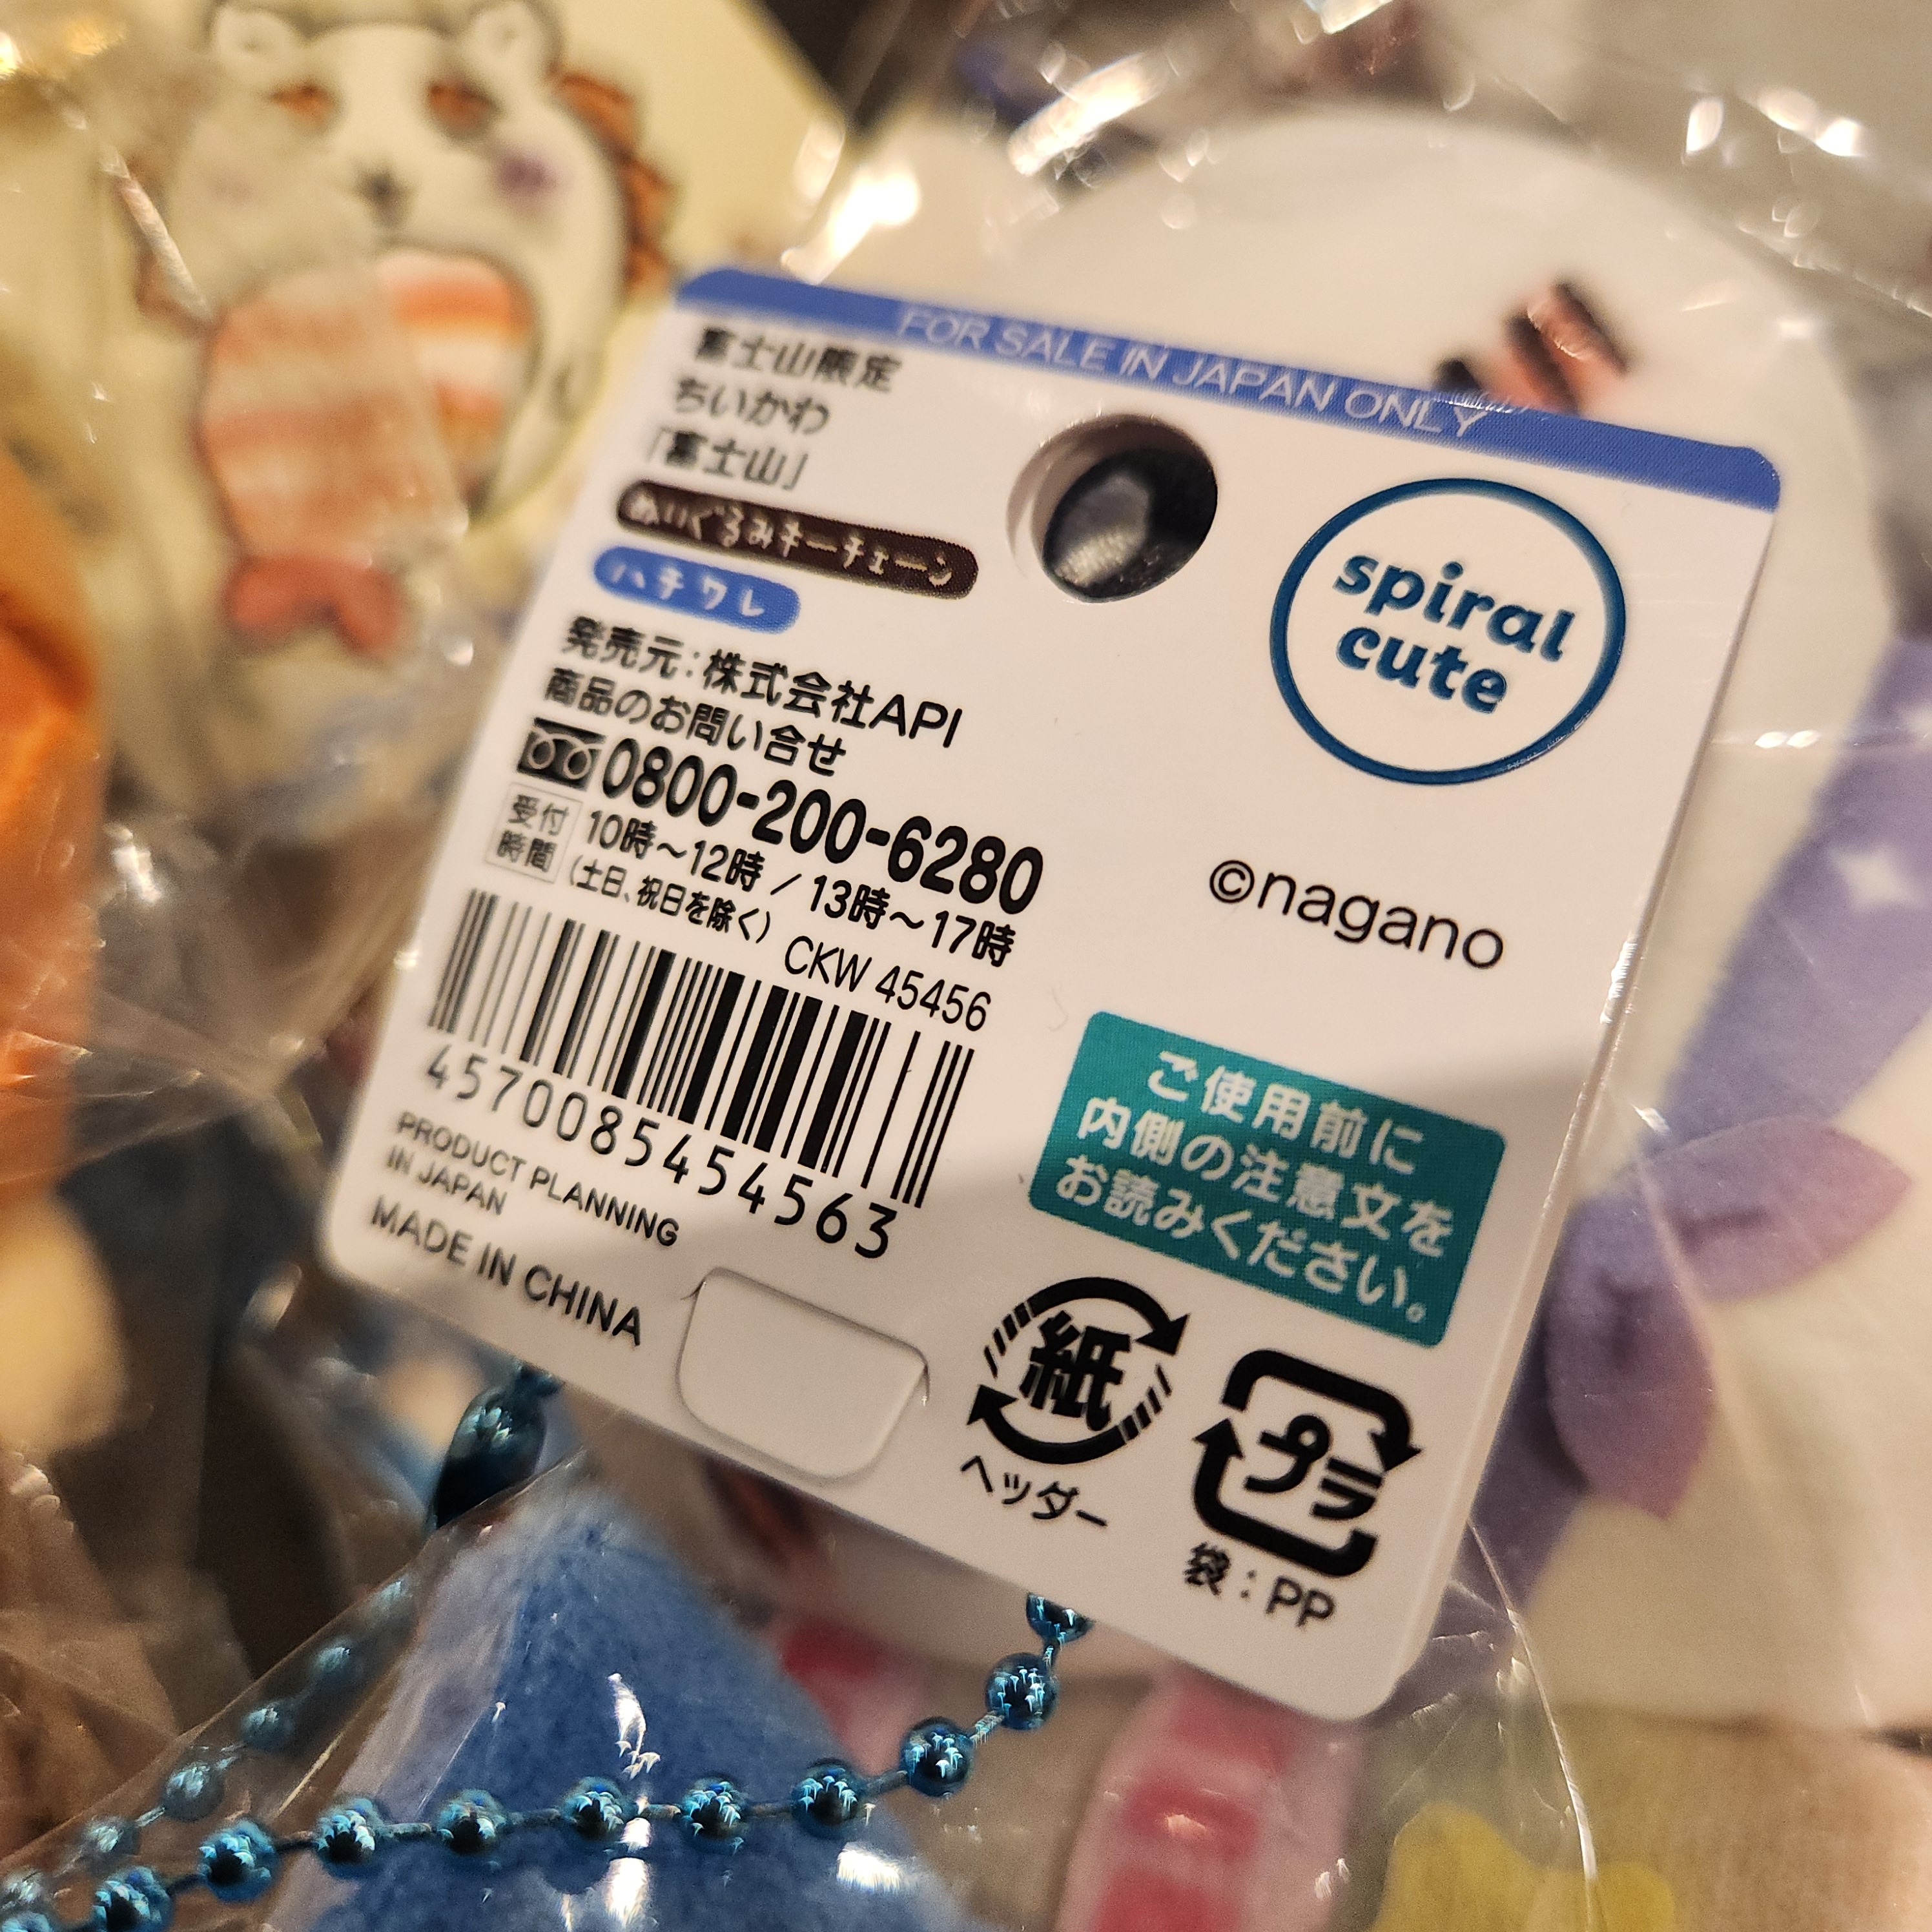 FOR SALE IN JAPAN ONLY
富士山限定
ちいかわ
「富士山」
ぬいぐるみキーチェーン
ハチワレ
発売元：株式会社API
商品のお問い合せ
0800-200-6280
受付時間 10時～12時／13時～17時
（土日、祝日を除く）
CKW 45456
4570085454563
PRODUCT PLANNING
IN JAPAN
MADE IN CHINA
spiral
cute
©nagano
ご使用前に
内側の注意文を
お読みください。
紙
ヘッダー
プラ
袋：PP